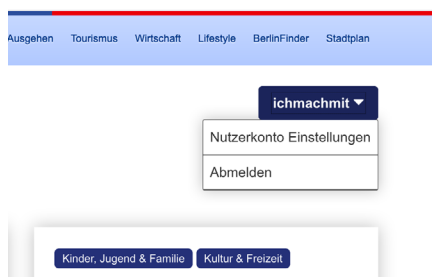 Ausgehen Tourismus Wirtschaft Lifestyle BerlinFinder Stadtplan
ichmachmit
Nutzerkonto Einstellungen
Abmelden
Kinder, Jugend & Familie Kultur & Freizeit